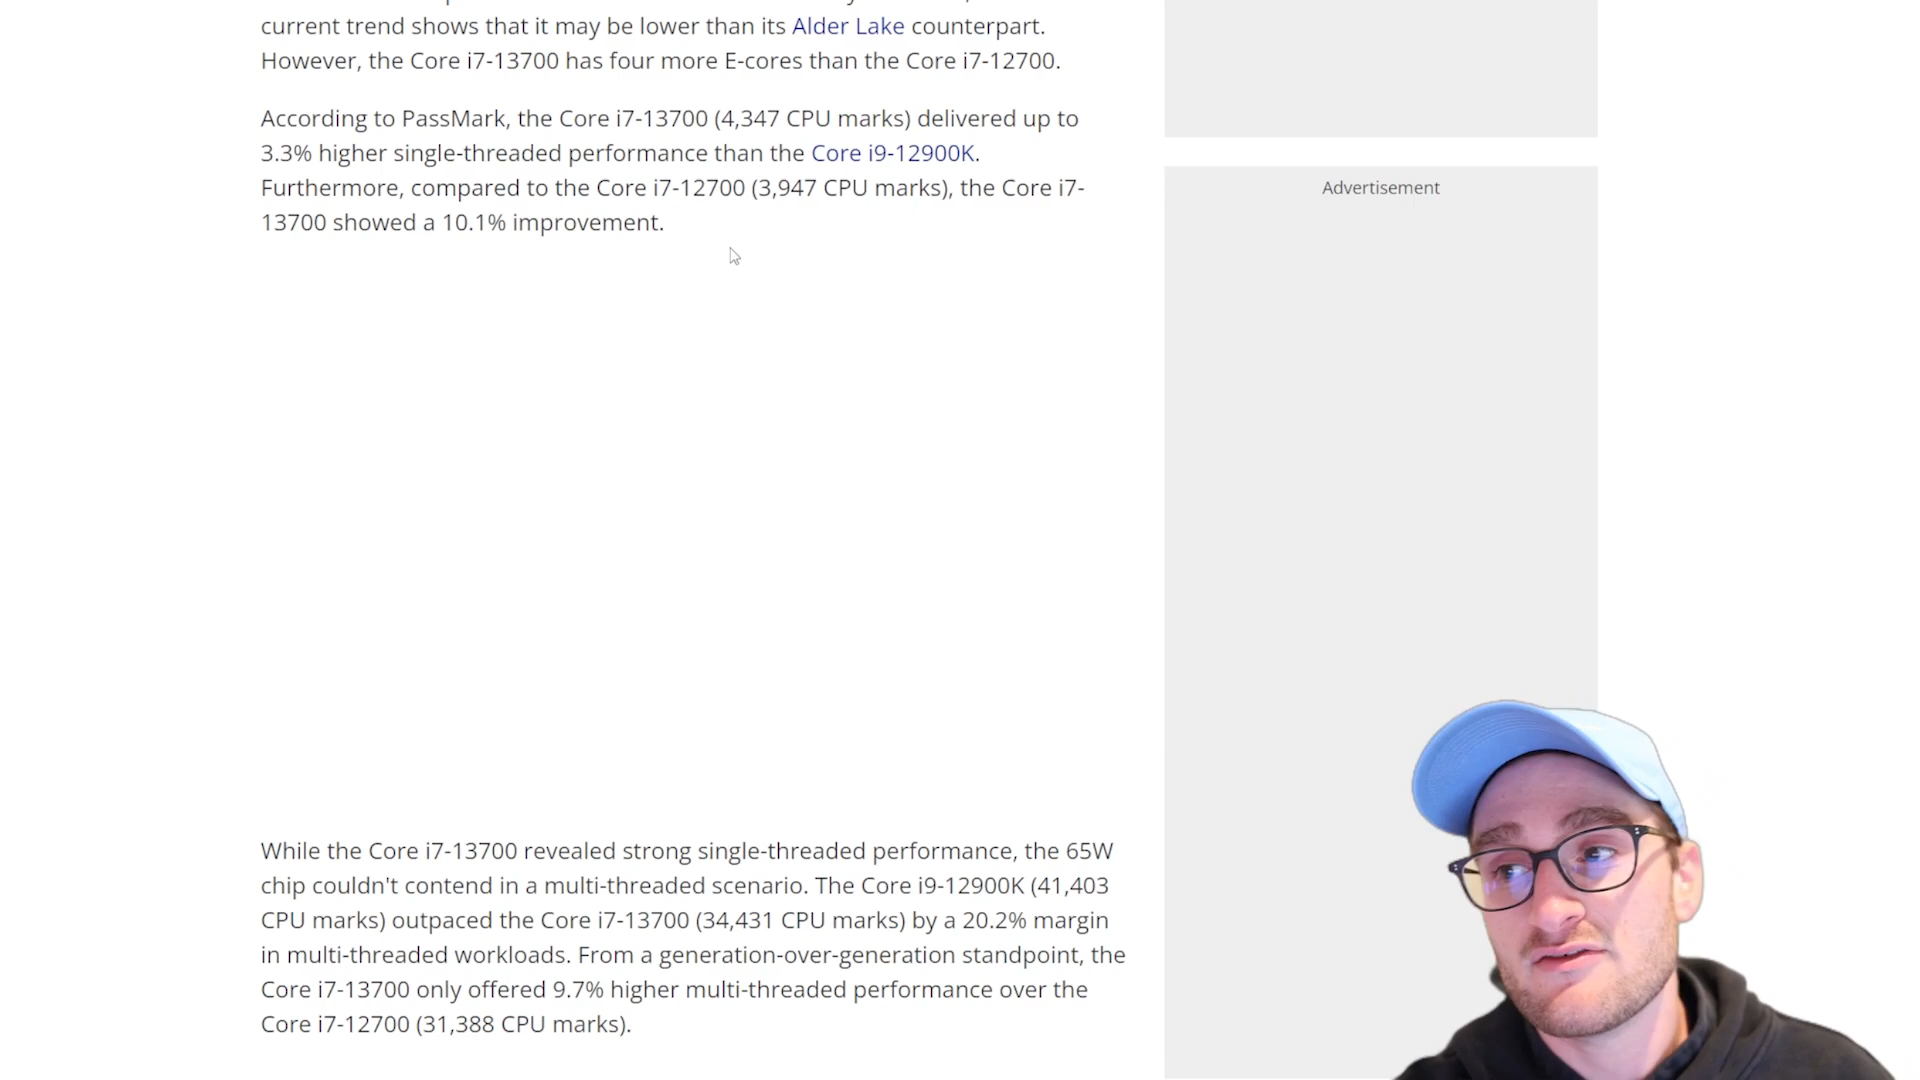 current trend shows that it may be lower than its Alder Lake counterpart.
However, the Core i7-13700 has four more E-cores than the Core i7-12700.
According to PassMark, the Core i7-13700 (4,347 CPU marks) delivered up to
3.3% higher single-threaded performance than the Core i9-12900K.
Furthermore, compared to the Core i7-12700 (3,947 CPU marks), the Core i7-
13700 showed a 10.1% improvement.
Advertisement
While the Core i7-13700 revealed strong single-threaded performance, the 65W
chip couldn't contend in a multi-threaded scenario. The Core i9-12900K (41,403
CPU marks) outpaced the Core i7-13700 (34,431 CPU marks) by a 20.2% margin
in multi-threaded workloads. From a generation-over-generation standpoint, the
Core i7-13700 only offered 9.7% higher multi-threaded performance over the
Core i7-12700 (31,388 CPU marks).